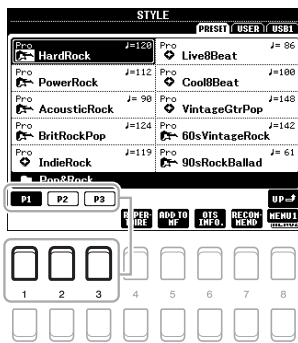 STYLE
PRESET USER USB1
Pro ♩=120 Pro ♩= 86
HardRock Live8Beat
Pro ♩=112 Pro ♩=100
PowerRock Cool8Beat
Pro ♩= 90 Pro ♩=148
AcousticRock VintageGtrPop
Pro ♩=124 Pro ♩=142
BritRockPop 60sVintageRock
Pro ♩=119 Pro ♩= 61
IndieRock 90sRockBallad
Pop&Rock
P1 P2 P3 UP
ADD TO OTS RECOM- MENU1
MF INFO. MEND
1 2 3 4 5 6 7 8